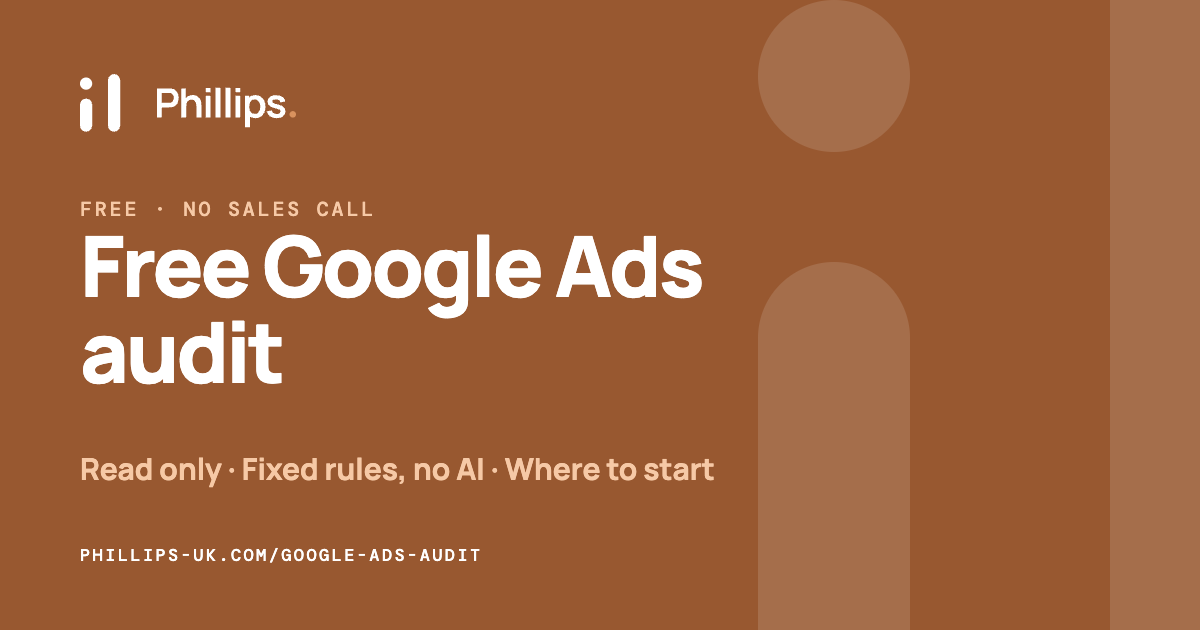 Phillips.
FREE · NO SALES CALL
Free Google Ads
audit
Read only · Fixed rules, no AI · Where to start
PHILLIPS-UK.COM/GOOGLE-ADS-AUDIT